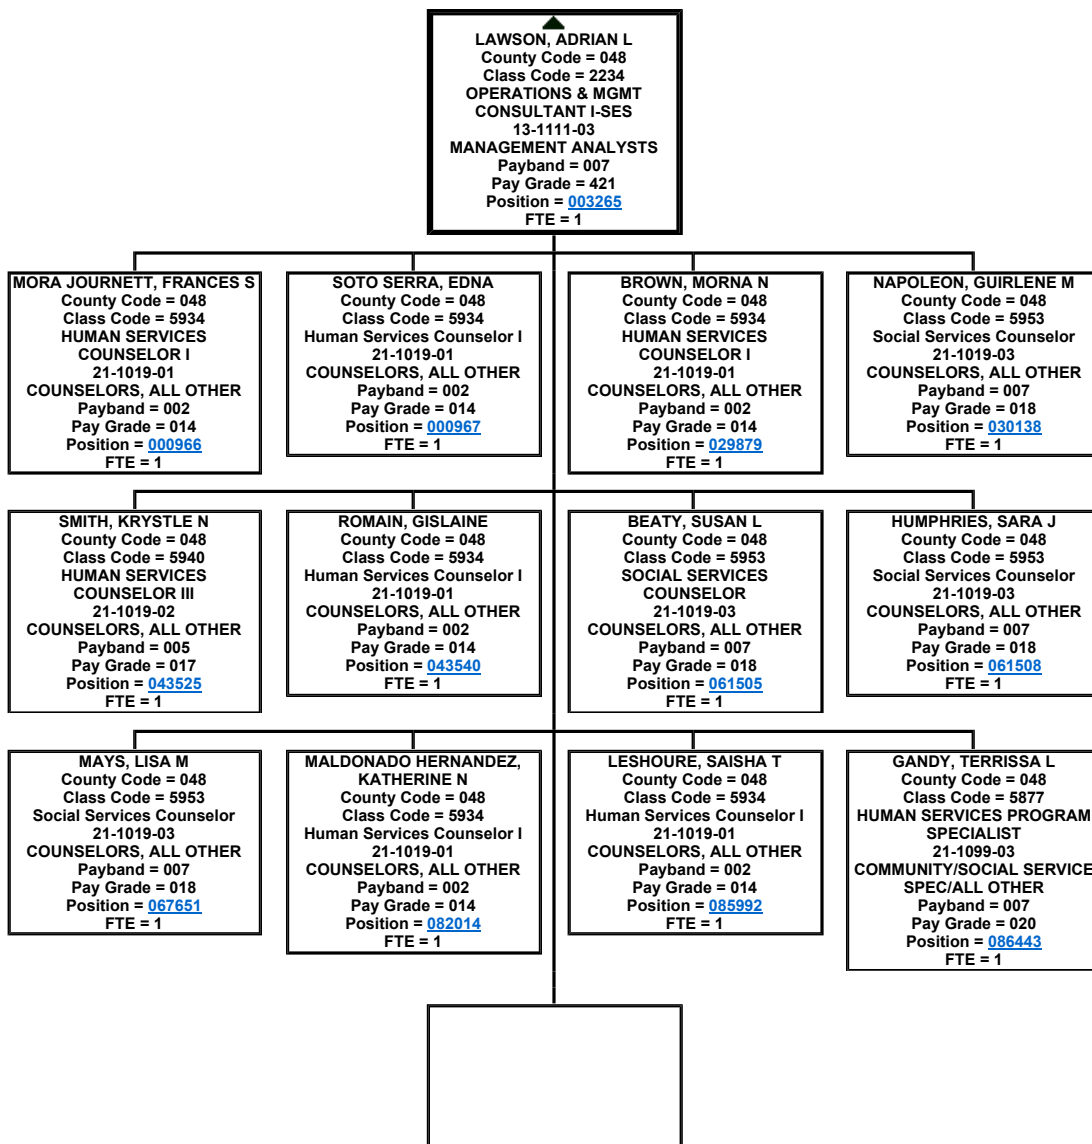 LAWSON, ADRIAN L
County Code = 048
Class Code = 2234
OPERATIONS & MGMT
CONSULTANT I-SES
13-1111-03
MANAGEMENT ANALYSTS
Payband = 007
Pay Grade = 421
Position = 003265
FTE = 1
MORA JOURNETT, FRANCES S
County Code = 048
Class Code = 5934
HUMAN SERVICES
COUNSELOR I
21-1019-01
COUNSELORS, ALL OTHER
Payband = 002
Pay Grade = 014
Position = 000966
FTE = 1
SOTO SERRA, EDNA
County Code = 048
Class Code = 5934
Human Services Counselor I
21-1019-01
COUNSELORS, ALL OTHER
Payband = 002
Pay Grade = 014
Position = 000967
FTE = 1
BROWN, MORNA N
County Code = 048
Class Code = 5934
HUMAN SERVICES
COUNSELOR I
21-1019-01
COUNSELORS, ALL OTHER
Payband = 002
Pay Grade = 014
Position = 029879
FTE = 1
NAPOLEON, GUIRLENE M
County Code = 048
Class Code = 5953
Social Services Counselor
21-1019-03
COUNSELORS, ALL OTHER
Payband = 007
Pay Grade = 018
Position = 030138
FTE = 1
SMITH, KRYSTLE N
County Code = 048
Class Code = 5940
HUMAN SERVICES
COUNSELOR III
21-1019-02
COUNSELORS, ALL OTHER
Payband = 005
Pay Grade = 017
Position = 043525
FTE = 1
ROMAIN, GISLAINE
County Code = 048
Class Code = 5934
Human Services Counselor I
21-1019-01
COUNSELORS, ALL OTHER
Payband = 002
Pay Grade = 014
Position = 043540
FTE = 1
BEATY, SUSAN L
County Code = 048
Class Code = 5953
SOCIAL SERVICES
COUNSELOR
21-1019-03
COUNSELORS, ALL OTHER
Payband = 007
Pay Grade = 018
Position = 061505
FTE = 1
HUMPHRIES, SARA J
County Code = 048
Class Code = 5953
Social Services Counselor
21-1019-03
COUNSELORS, ALL OTHER
Payband = 007
Pay Grade = 018
Position = 061508
FTE = 1
MAYS, LISA M
County Code = 048
Class Code = 5953
Social Services Counselor
21-1019-03
COUNSELORS, ALL OTHER
Payband = 007
Pay Grade = 018
Position = 067651
FTE = 1
MALDONADO HERNANDEZ,
KATHERINE N
County Code = 048
Class Code = 5934
Human Services Counselor I
21-1019-01
COUNSELORS, ALL OTHER
Payband = 002
Pay Grade = 014
Position = 082014
FTE = 1
LESHOURE, SAISHA T
County Code = 048
Class Code = 5934
Human Services Counselor I
21-1019-01
COUNSELORS, ALL OTHER
Payband = 002
Pay Grade = 014
Position = 085992
FTE = 1
GANDY, TERRISSA L
County Code = 048
Class Code = 5877
HUMAN SERVICES PROGRAM
SPECIALIST
21-1099-03
COMMUNITY/SOCIAL SERVICE
SPEC/ALL OTHER
Payband = 007
Pay Grade = 020
Position = 086443
FTE = 1